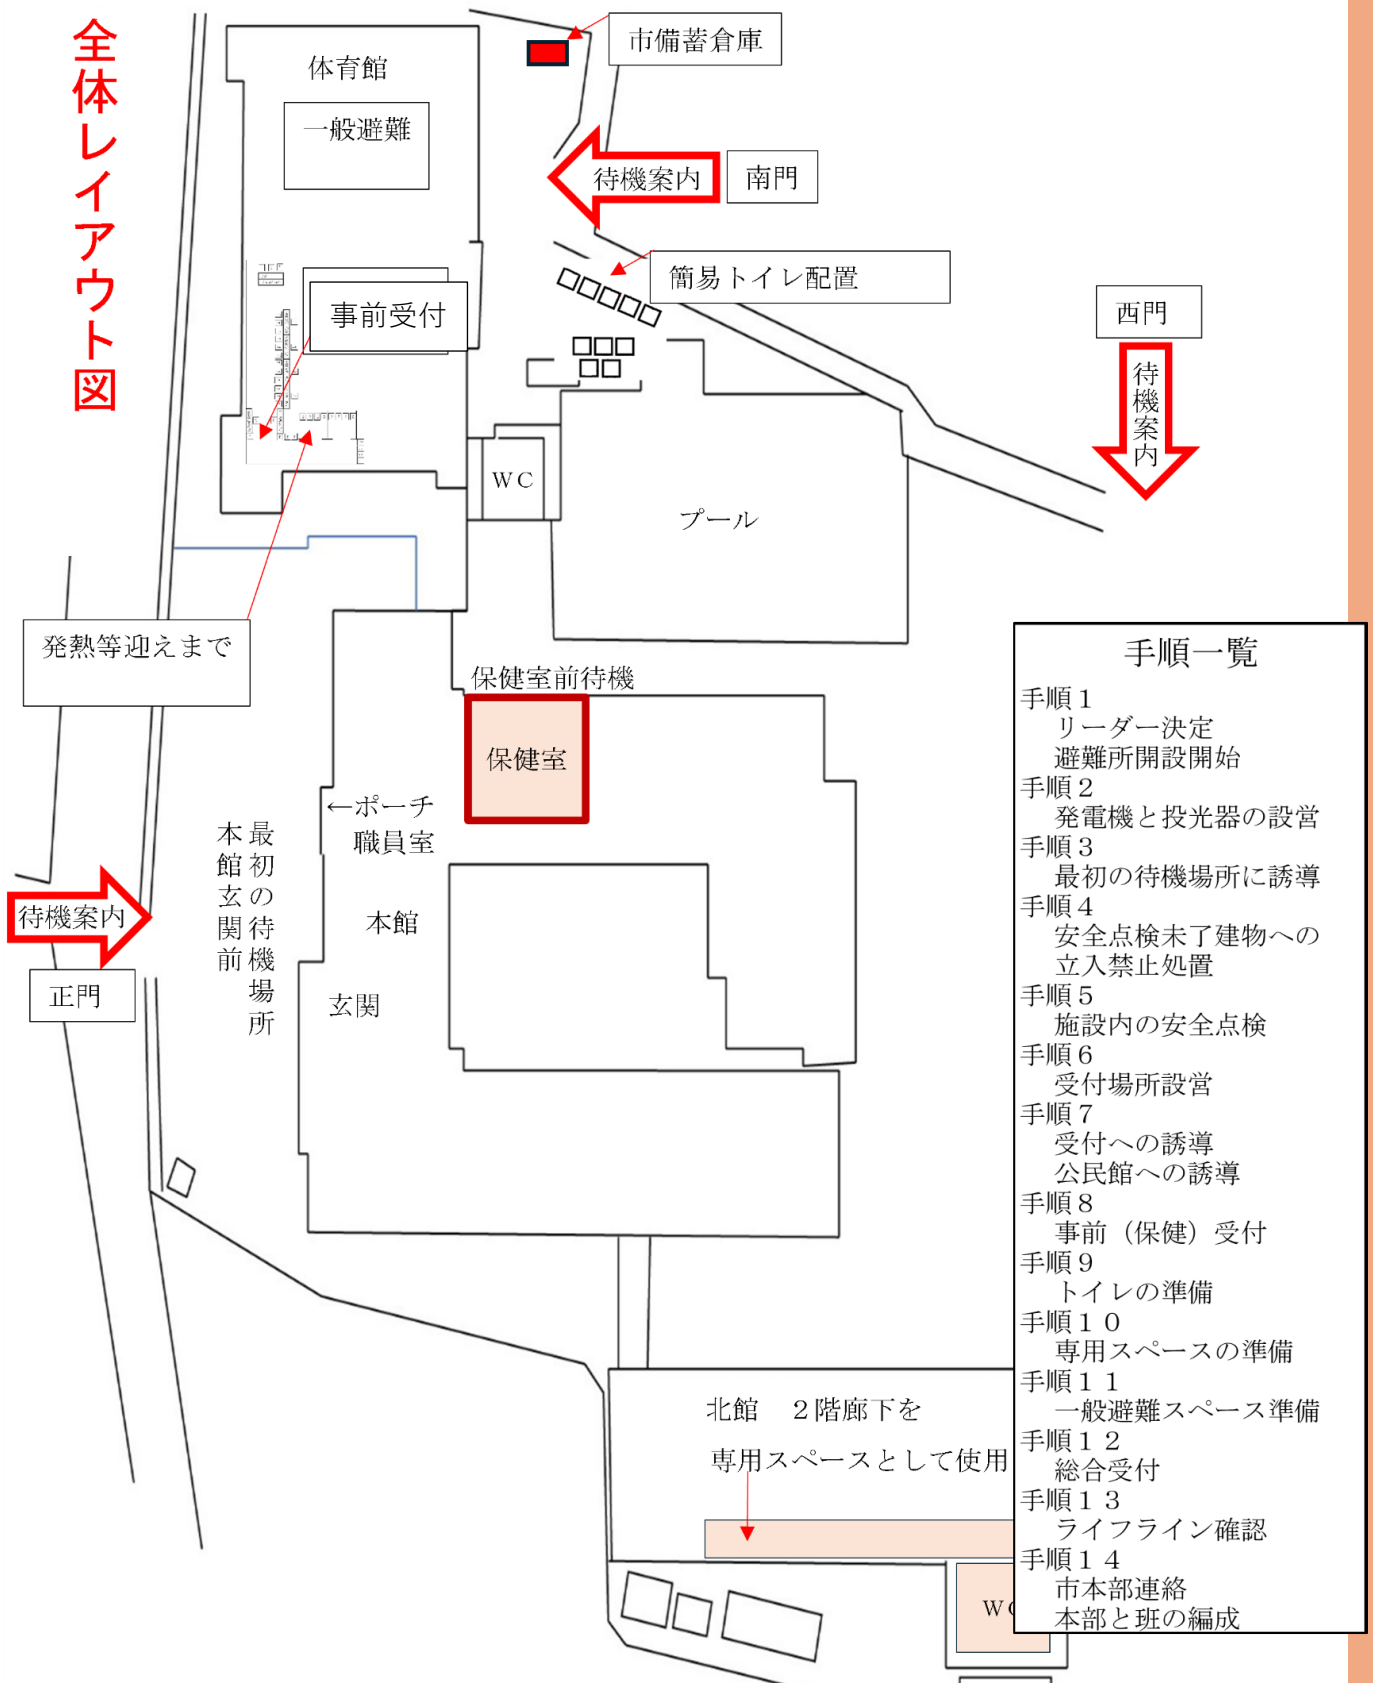 全体レイアウト図
市備蓄倉庫
体育館
一般避難
待機案内
南門
簡易トイレ配置
事前受付
西門
待機案内
WC
プール
発熱等迎えまで
保健室前待機
保健室
←ポーチ
職員室
最初の待機場所
本館玄関前
本館
待機案内
正門
玄関
北館 2階廊下を
専用スペースとして使用
手順一覧
手順1
リーダー決定
避難所開設開始
手順2
発電機と投光器の設営
手順3
最初の待機場所に誘導
手順4
安全点検未了建物への
立入禁止処置
手順5
施設内の安全点検
手順6
受付場所設営
手順7
受付への誘導
公民館への誘導
手順8
事前（保健）受付
手順9
トイレの準備
手順10
専用スペースの準備
手順11
一般避難スペース準備
手順12
総合受付
手順13
ライフライン確認
手順14
市本部連絡
本部と班の編成